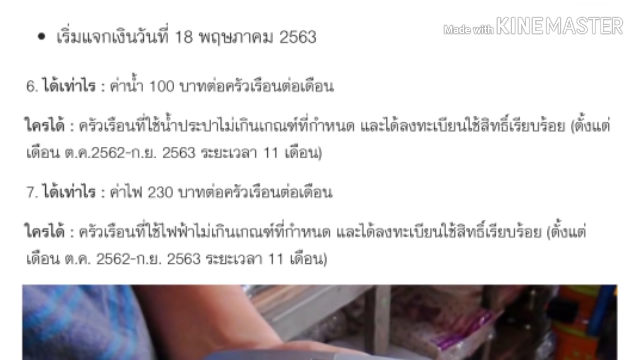 Made with KINEMASTER
• เริ่มแจกเงินวันที่ 18 พฤษภาคม 2563
6. ได้เท่าไร : ค่าน้ำ 100 บาทต่อครัวเรือนต่อเดือน
ใครได้ : ครัวเรือนที่ใช้น้ำประปาไม่เกินเกณฑ์ที่กำหนด และได้ลงทะเบียนใช้สิทธิ์เรียบร้อย (ตั้งแต่
เดือน ต.ค.2562-ก.ย. 2563 ระยะเวลา 11 เดือน)
7. ได้เท่าไร : ค่าไฟ 230 บาทต่อครัวเรือนต่อเดือน
ใครได้ : ครัวเรือนที่ใช้ไฟฟ้าไม่เกินเกณฑ์ที่กำหนด และได้ลงทะเบียนใช้สิทธิ์เรียบร้อย (ตั้งแต่
เดือน ต.ค. 2562-ก.ย. 2563 ระยะเวลา 11 เดือน)